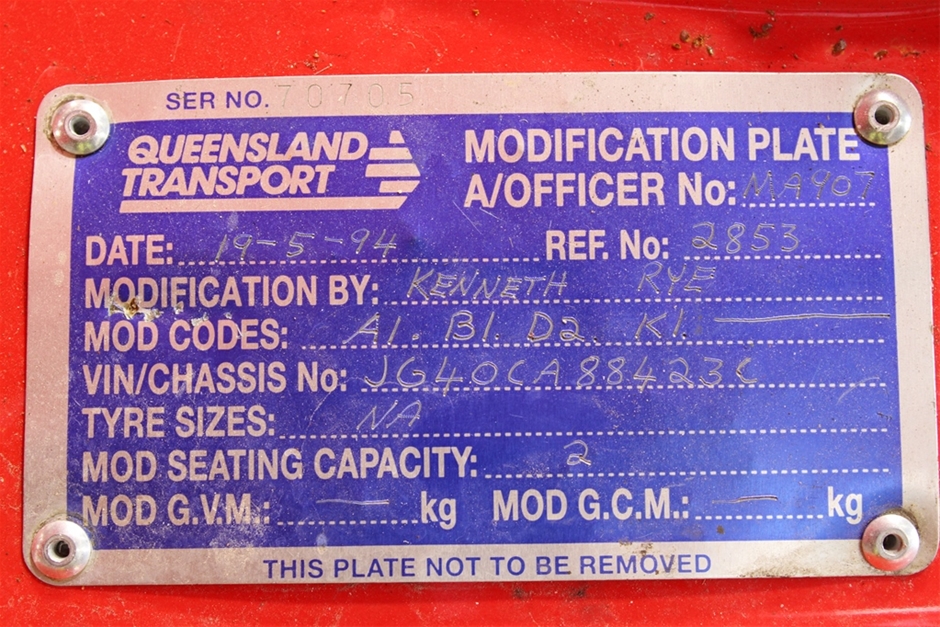 SER NO. 70705
QUEENSLAND
TRANSPORT
MODIFICATION PLATE
A/OFFICER No: MA907
DATE: 19-5-94 REF. No: 2853
MODIFICATION BY: KENNETH RYE
MOD CODES: A1. B1. D2. K1.
VIN/CHASSIS No: JG40CA88423C
TYRE SIZES: NA
MOD SEATING CAPACITY: 2
MOD G.V.M.: — kg MOD G.C.M.: — kg
THIS PLATE NOT TO BE REMOVED